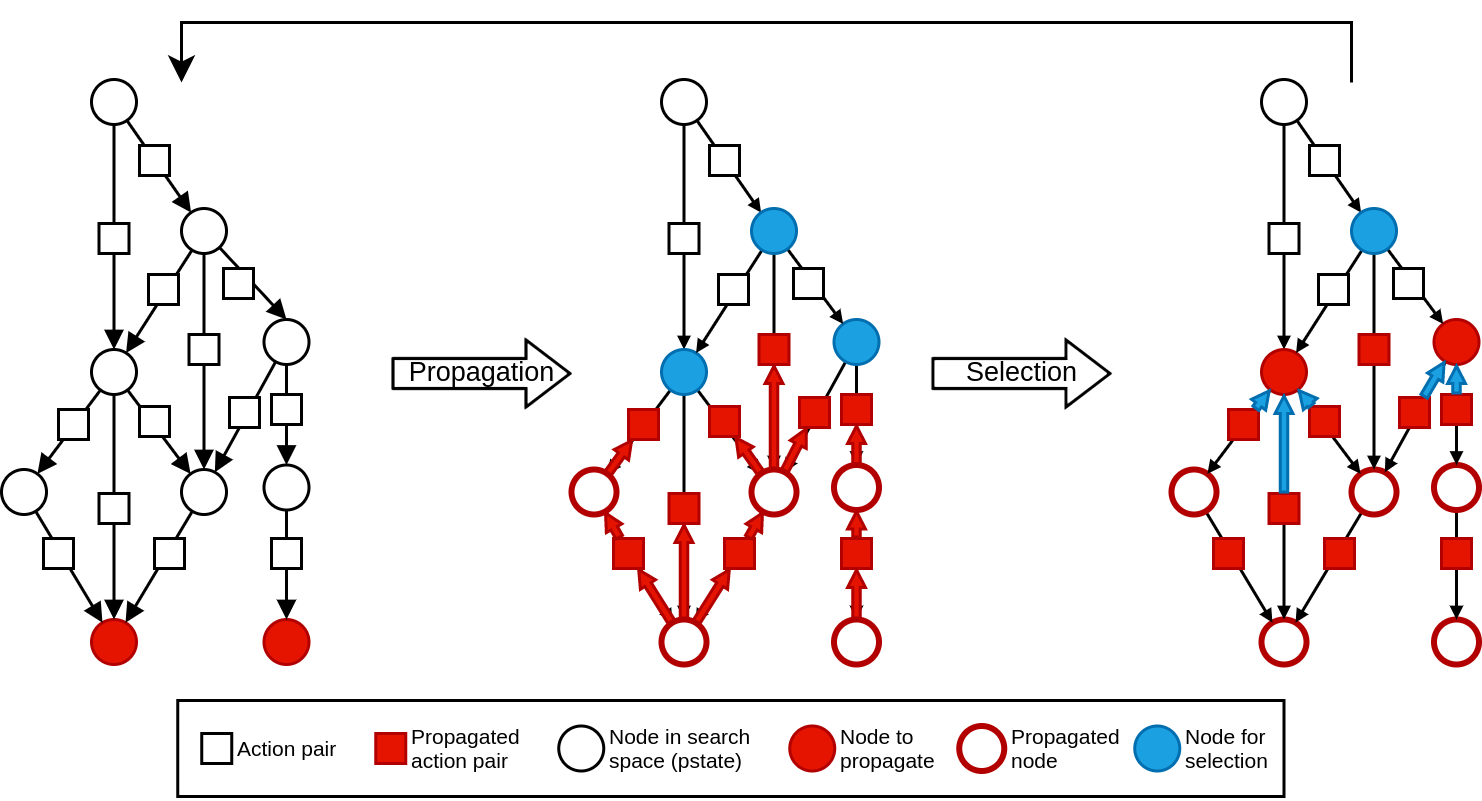 Propagation
Selection
Action pair
Propagated
action pair
Node in search
space (pstate)
Node to
propagate
Propagated
node
Node for
selection